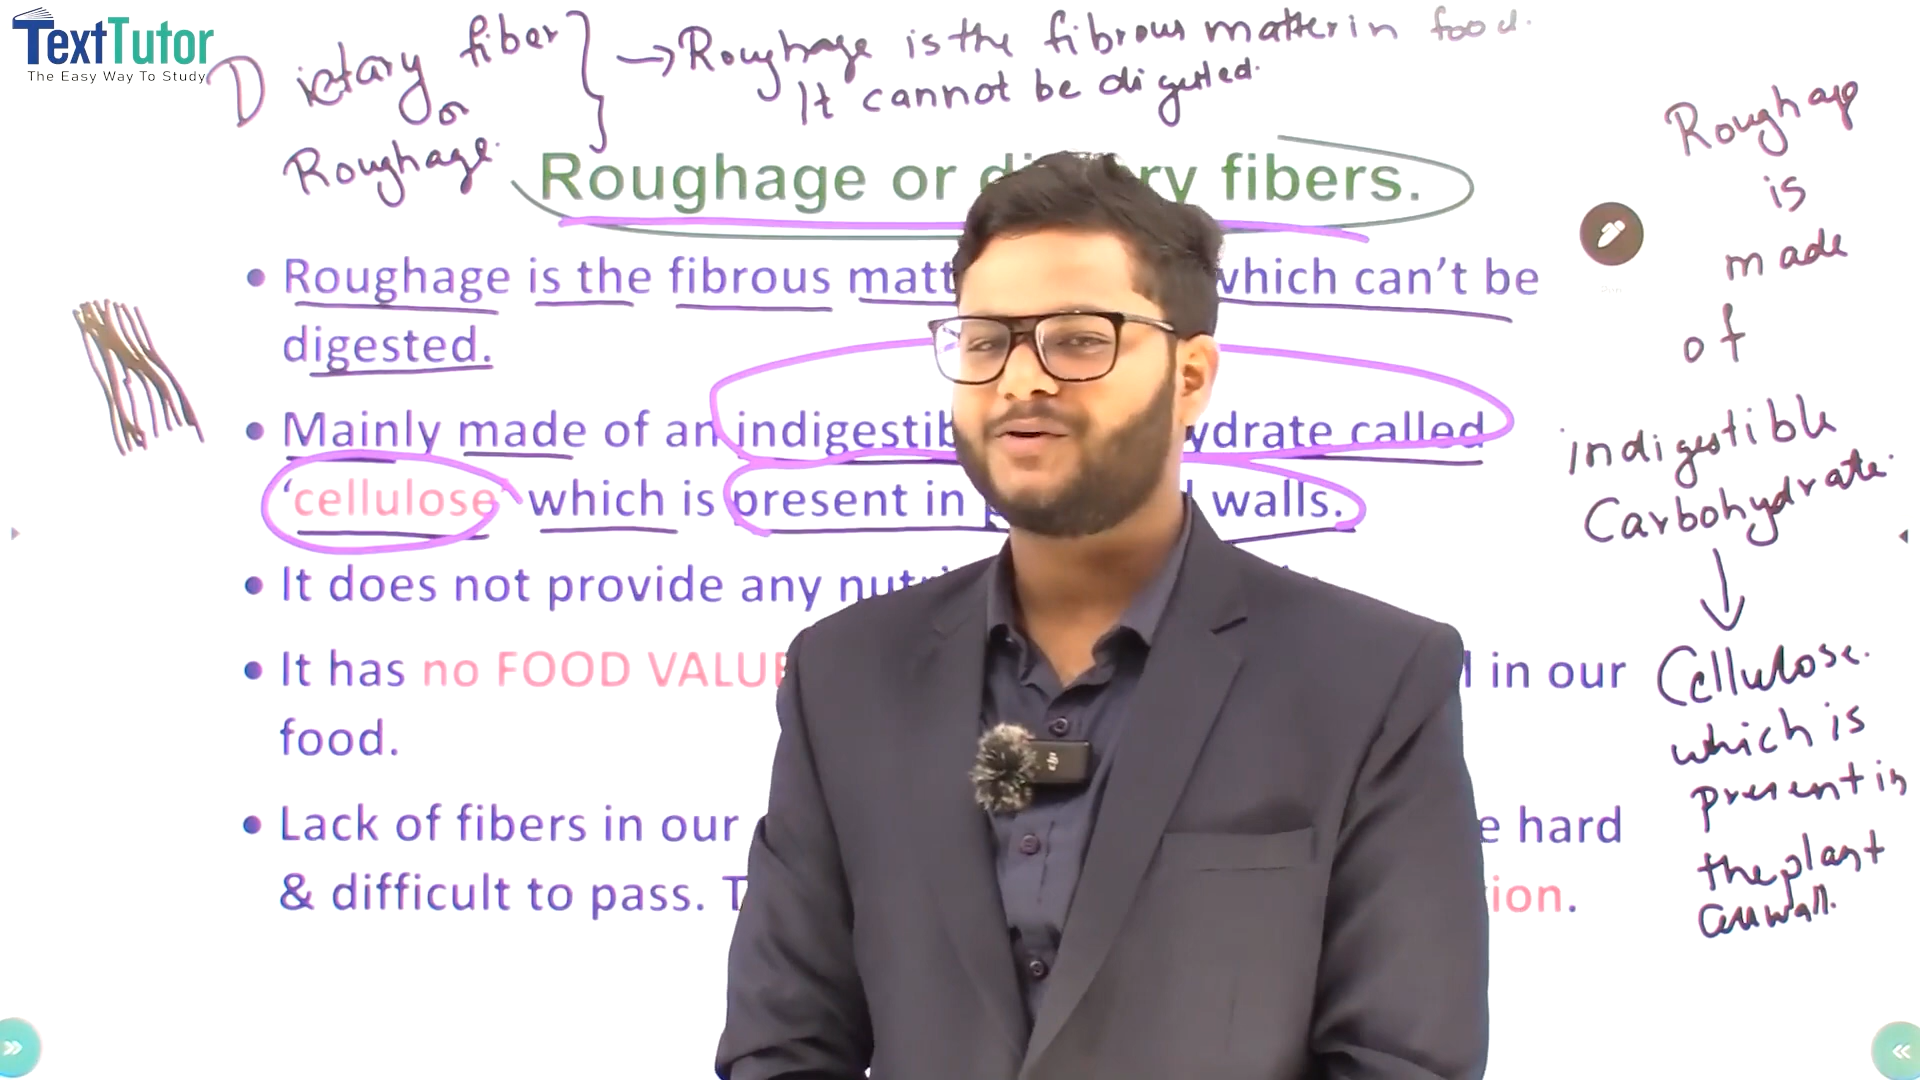 TextTutor
The Easy Way To Study
Dietary fiber
or
Roughage.
→ Roughage is the fibrous matter in food.
It cannot be digested.
Roughage or di ry fibers.
• Roughage is the fibrous matt which can’t be
digested.
• Mainly made of an indigestib ydrate called
‘cellulose’ which is present in walls.
• It does not provide any nutri
• It has no FOOD VALUE in our
food.
• Lack of fibers in our e hard
& difficult to pass. T ion.
Roughage
is
made
of
indigestible
Carbohydrate.
Cellulose.
which is
present in
the plant
Cell wall.